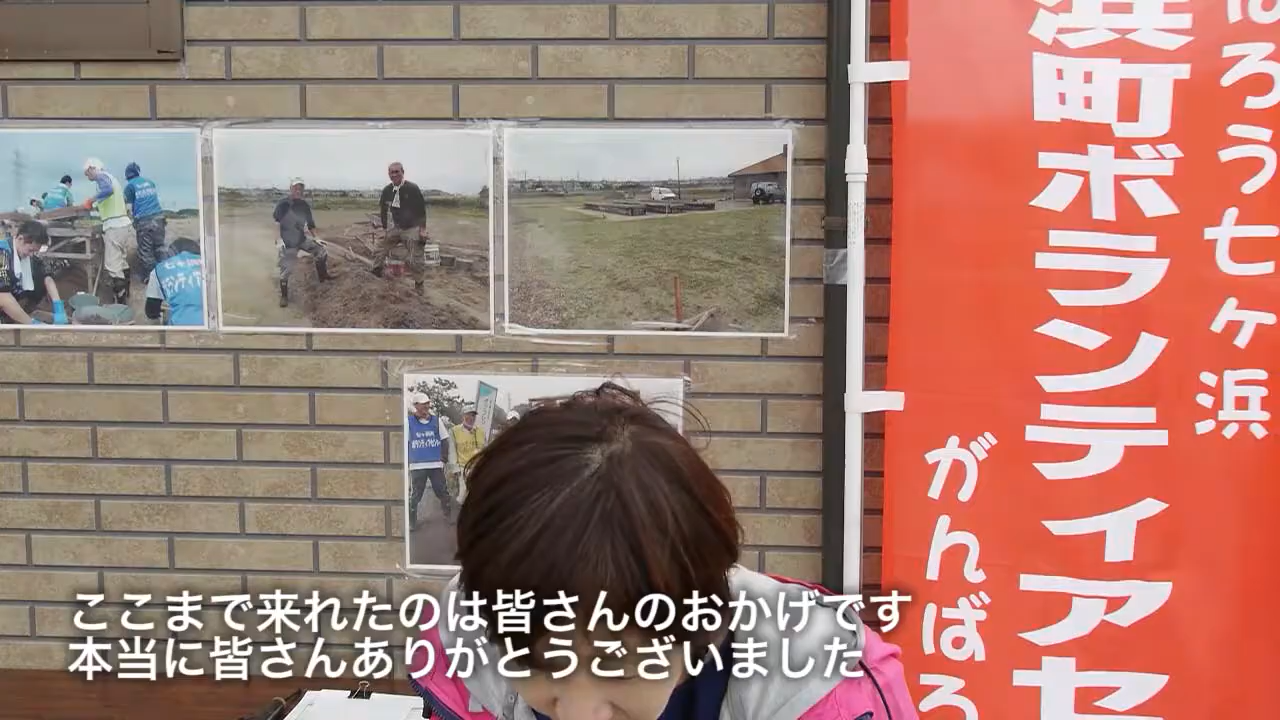 ばろう七ヶ浜
浜町ボランティアセ
がんばろ
ここまで来れたのは皆さんのおかげです
本当に皆さんありがとうございました